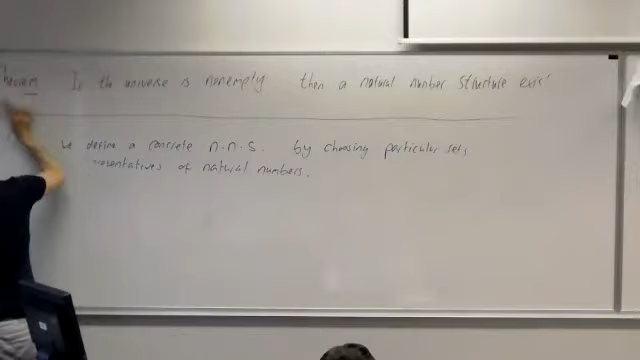 Theorem If the universe is nonempty then a natural number structure exists
We define a concrete n.n.s. by choosing particular sets
representatives of natural numbers.